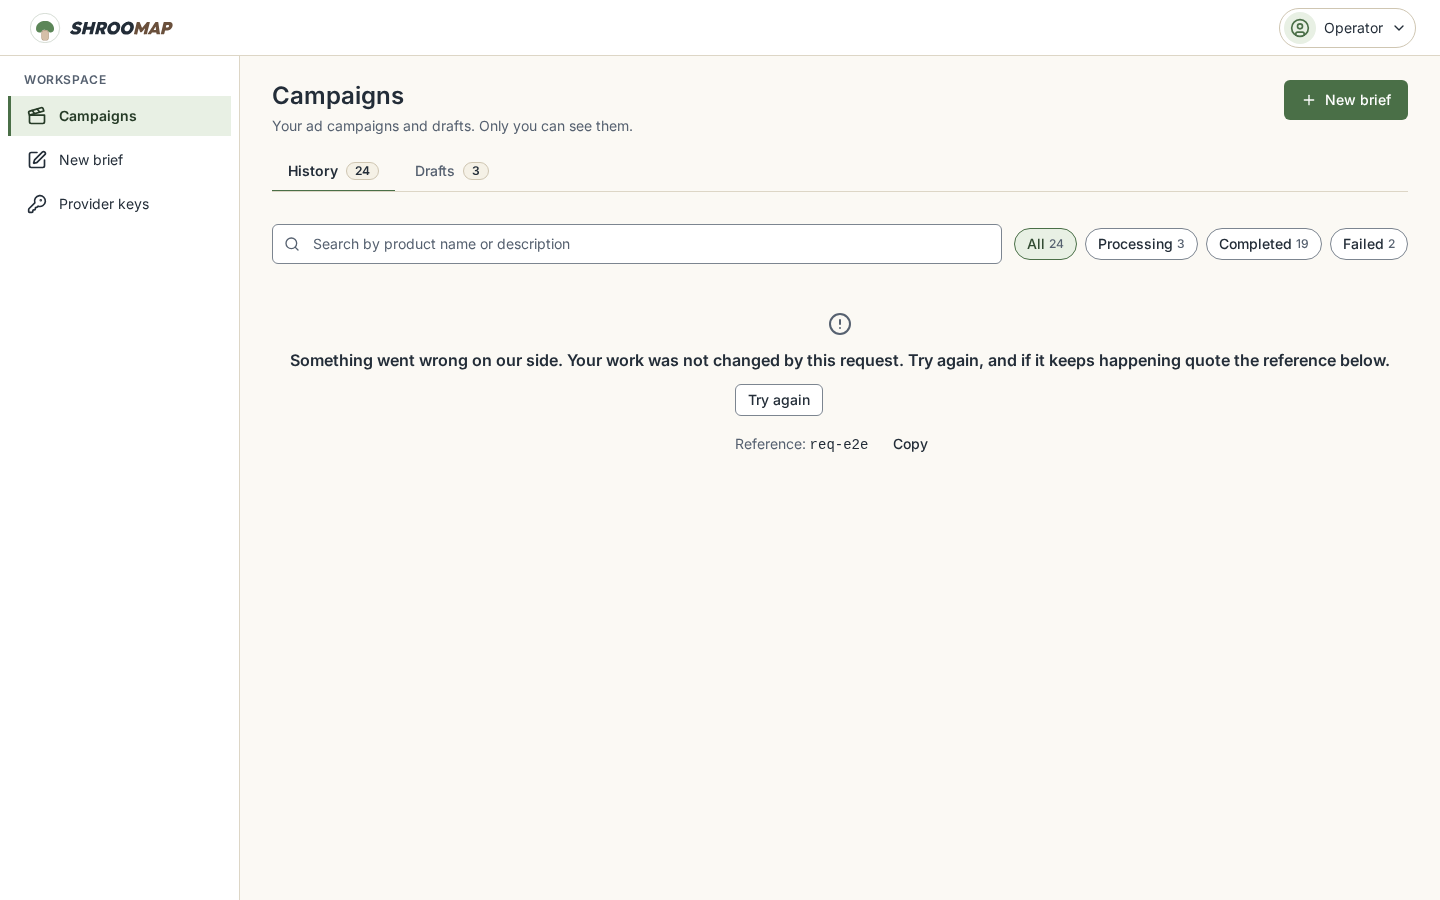 SHROOMAP
Operator
WORKSPACE
Campaigns
New brief
Provider keys
Campaigns
Your ad campaigns and drafts. Only you can see them.
New brief
History 24
Drafts 3
Search by product name or description
All 24
Processing 3
Completed 19
Failed 2
Something went wrong on our side. Your work was not changed by this request. Try again, and if it keeps happening quote the reference below.
Try again
Reference: req-e2e
Copy